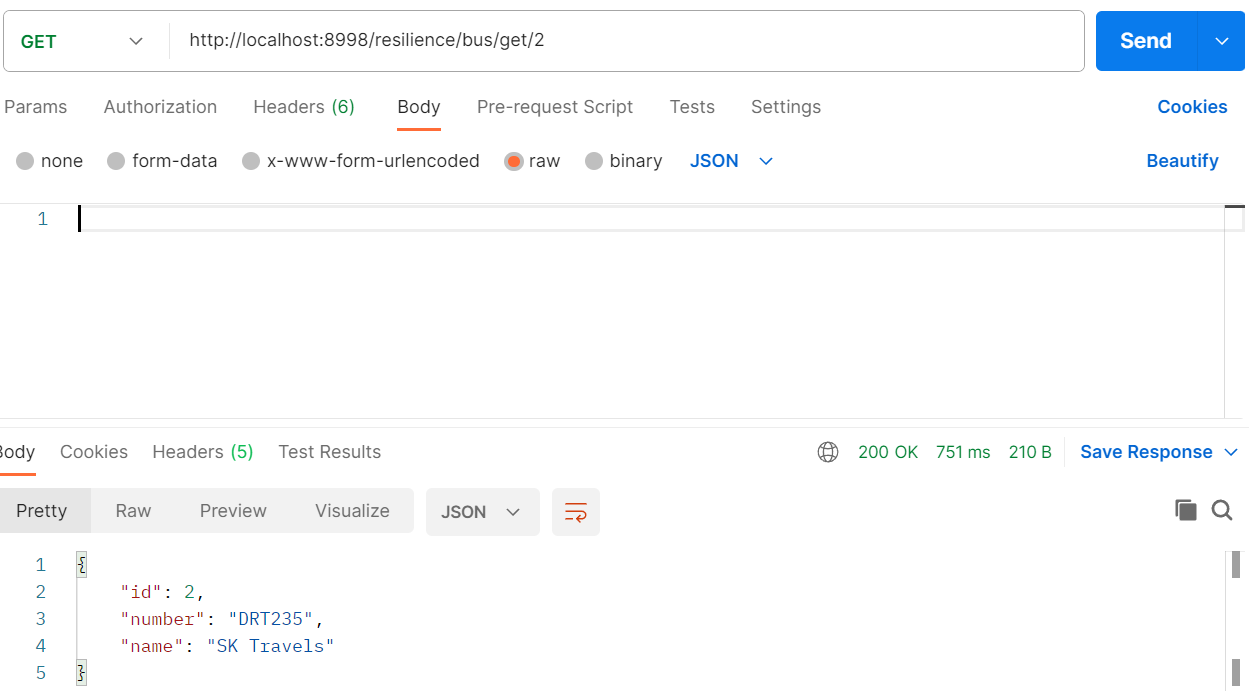 GET http://localhost:8998/resilience/bus/get/2 Send
Params Authorization Headers (6) Body Pre-request Script Tests Settings Cookies
none form-data x-www-form-urlencoded raw binary JSON Beautify
1
Body Cookies Headers (5) Test Results 200 OK 751 ms 210 B Save Response
Pretty Raw Preview Visualize JSON
1 {
2 "id": 2,
3 "number": "DRT235",
4 "name": "SK Travels"
5 }